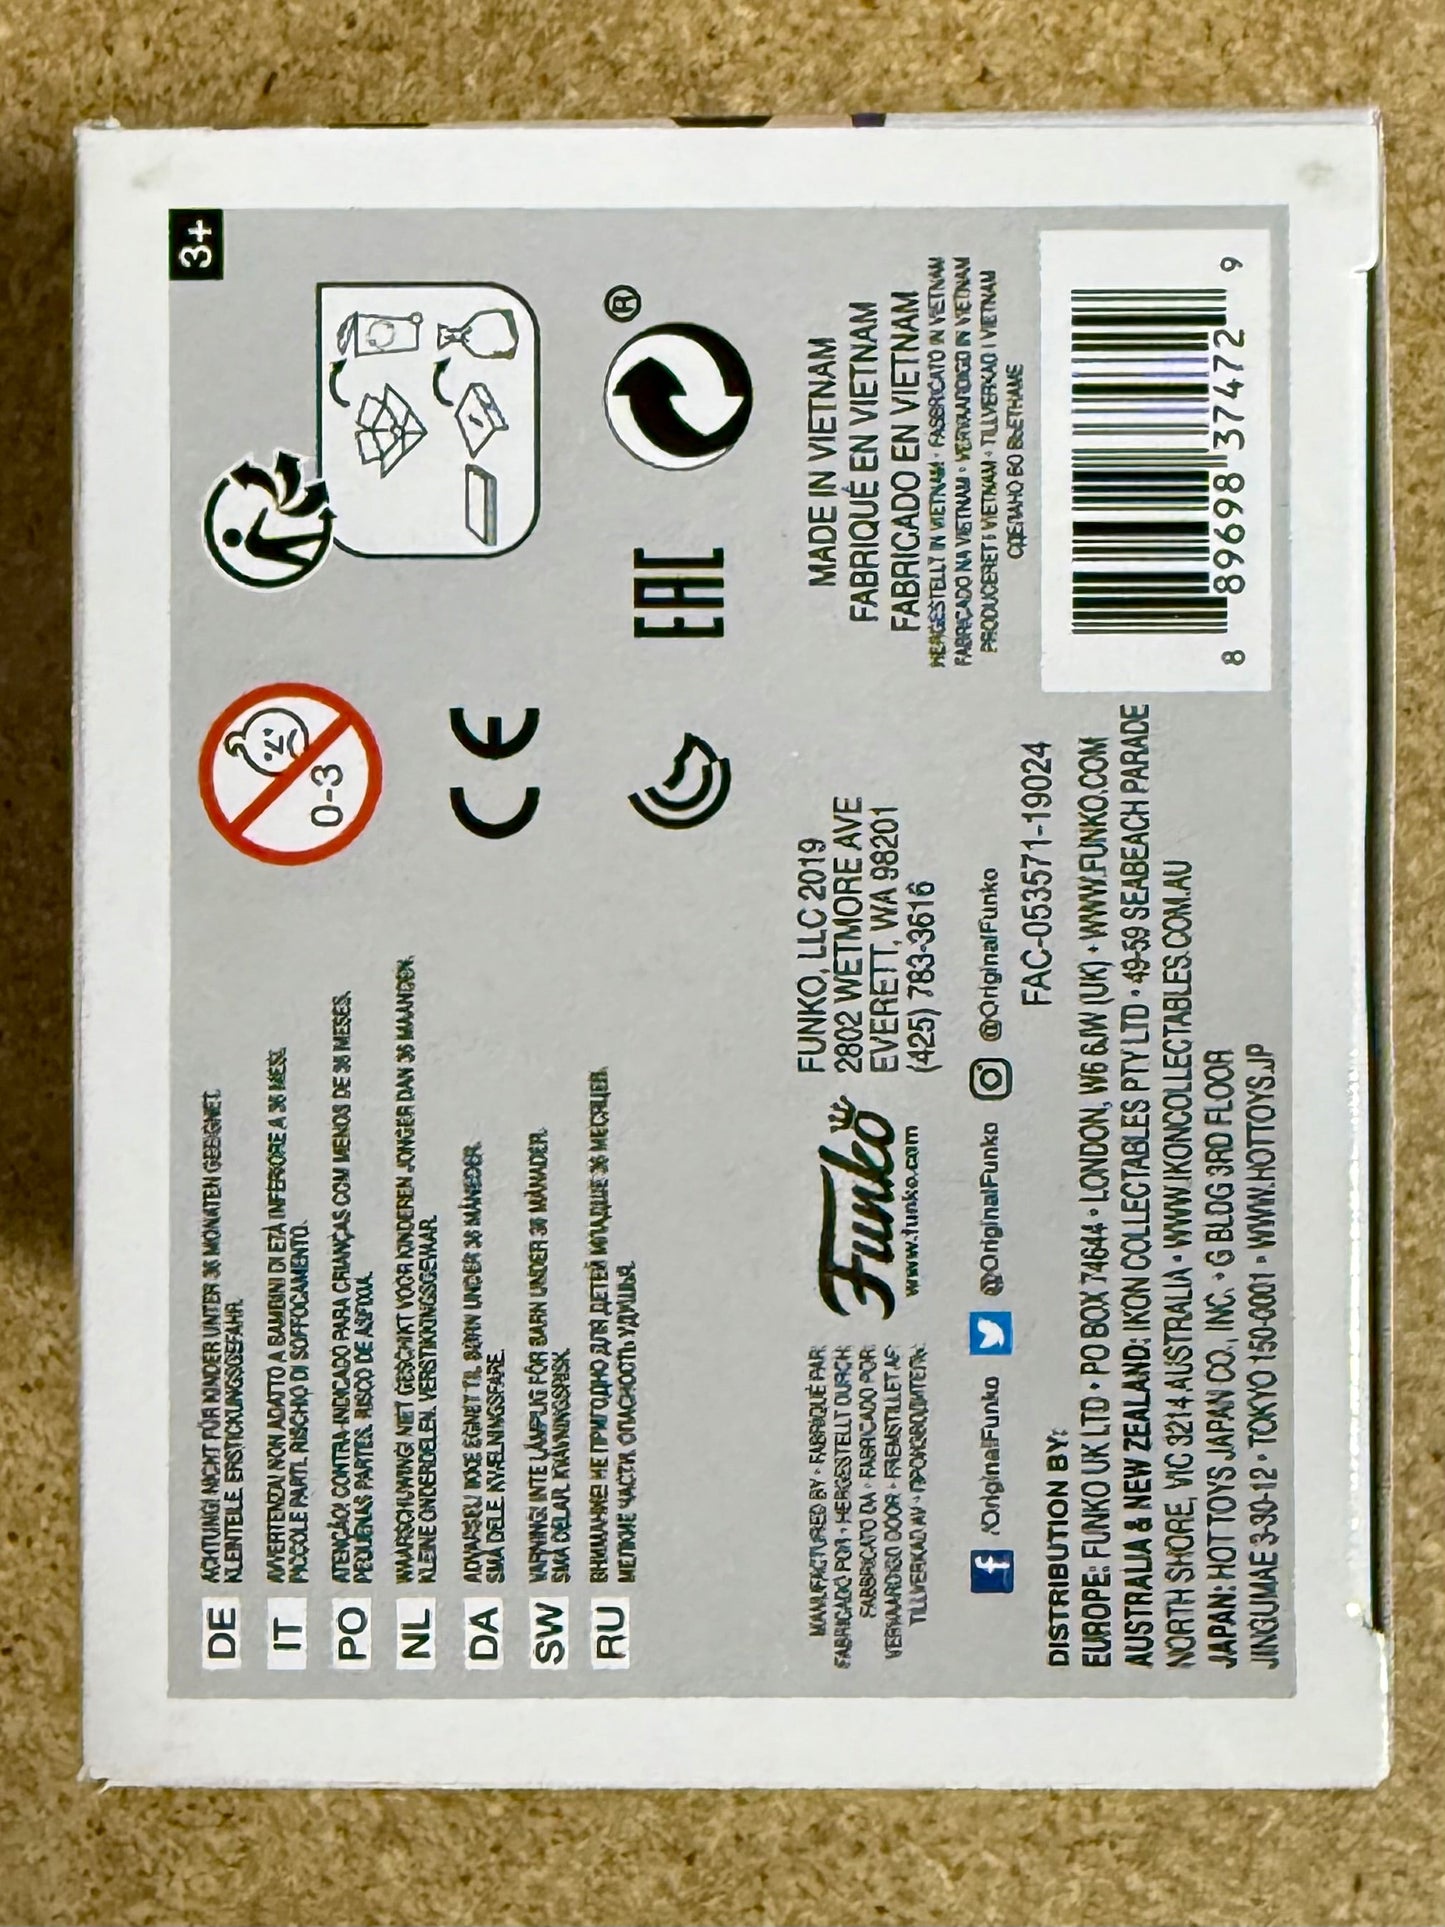 3+
DE
ACHTUNG! NICHT FÜR KINDER UNTER 36 MONATEN GEEIGNET.
KLEINTEILE. ERSTICKUNGSGEFAHR.
IT
AVVERTENZA! NON ADATTO A BAMBINI DI ETÀ INFERIORE A 36 MESI.
PICCOLE PARTI. RISCHIO DI SOFFOCAMENTO.
PO
ATENÇÃO! CONTRA-INDICADO PARA CRIANÇAS COM MENOS DE 36 MESES.
PEQUENAS PARTES. RISCO DE ASFIXIA.
NL
WAARSCHUWING! NIET GESCHIKT VOOR KINDEREN JONGER DAN 36 MAANDEN.
KLEINE ONDERDELEN. VERSTIKKINGSGEVAAR.
DA
ADVARSEL! IKKE EGNET TIL BØRN UNDER 36 MÅNEDER.
SMÅ DELE. KVÆLNINGSFARE.
SW
VARNING! INTE LÄMPLIG FÖR BARN UNDER 36 MÅNADER.
SMÅ DELAR. KVÄVNINGSRISK.
RU
ВНИМАНИЕ! НЕ ПРИГОДНО ДЛЯ ДЕТЕЙ МЛАДШЕ 36 МЕСЯЦЕВ.
МЕЛКИЕ ЧАСТИ. ОПАСНОСТЬ УДУШЬЯ.
0-3
CE
EAC
®
MANUFACTURED BY • FABRIQUÉ PAR:
FABRICADO POR • HERGESTELLT DURCH:
FABBRICATO DA • FABRICADO POR:
VERVAARDIGD DOOR • FREMSTILLET AF:
TILLVERKAD AV •
Funko
www.funko.com
FUNKO, LLC 2019
2802 WETMORE AVE
EVERETT, WA 98201
(425) 783-3616
MADE IN VIETNAM
FABRIQUÉ EN VIETNAM
FABRICADO EN VIETNAM
HERGESTELLT IN VIETNAM • FABBRICATO IN VIETNAM
FABRICADO NA VIETNAM • VERVAARDIGD IN VIETNAM
PRODUCERET I VIETNAM • TILLVERKAD I VIETNAM
СДЕЛАНО ВО ВЬЕТНАМЕ
/OriginalFunko @OriginalFunko @OriginalFunko
FAC-053571-19024
DISTRIBUTION BY:
EUROPE: FUNKO UK LTD • PO BOX 74644 • LONDON, W6 6JW (UK) • WWW.FUNKO.COM
AUSTRALIA & NEW ZEALAND: IKON COLLECTABLES PTY LTD • 49-59 SEABEACH PARADE
NORTH SHORE, VIC 3214 AUSTRALIA • WWW.IKONCOLLECTABLES.COM.AU
JAPAN: HOT TOYS JAPAN CO., INC. • G BLDG 3RD FLOOR
JINGUMAE 3-30-12 • TOKYO 150-0001 • WWW.HOTTOYS.JP
8 89698 37472 9